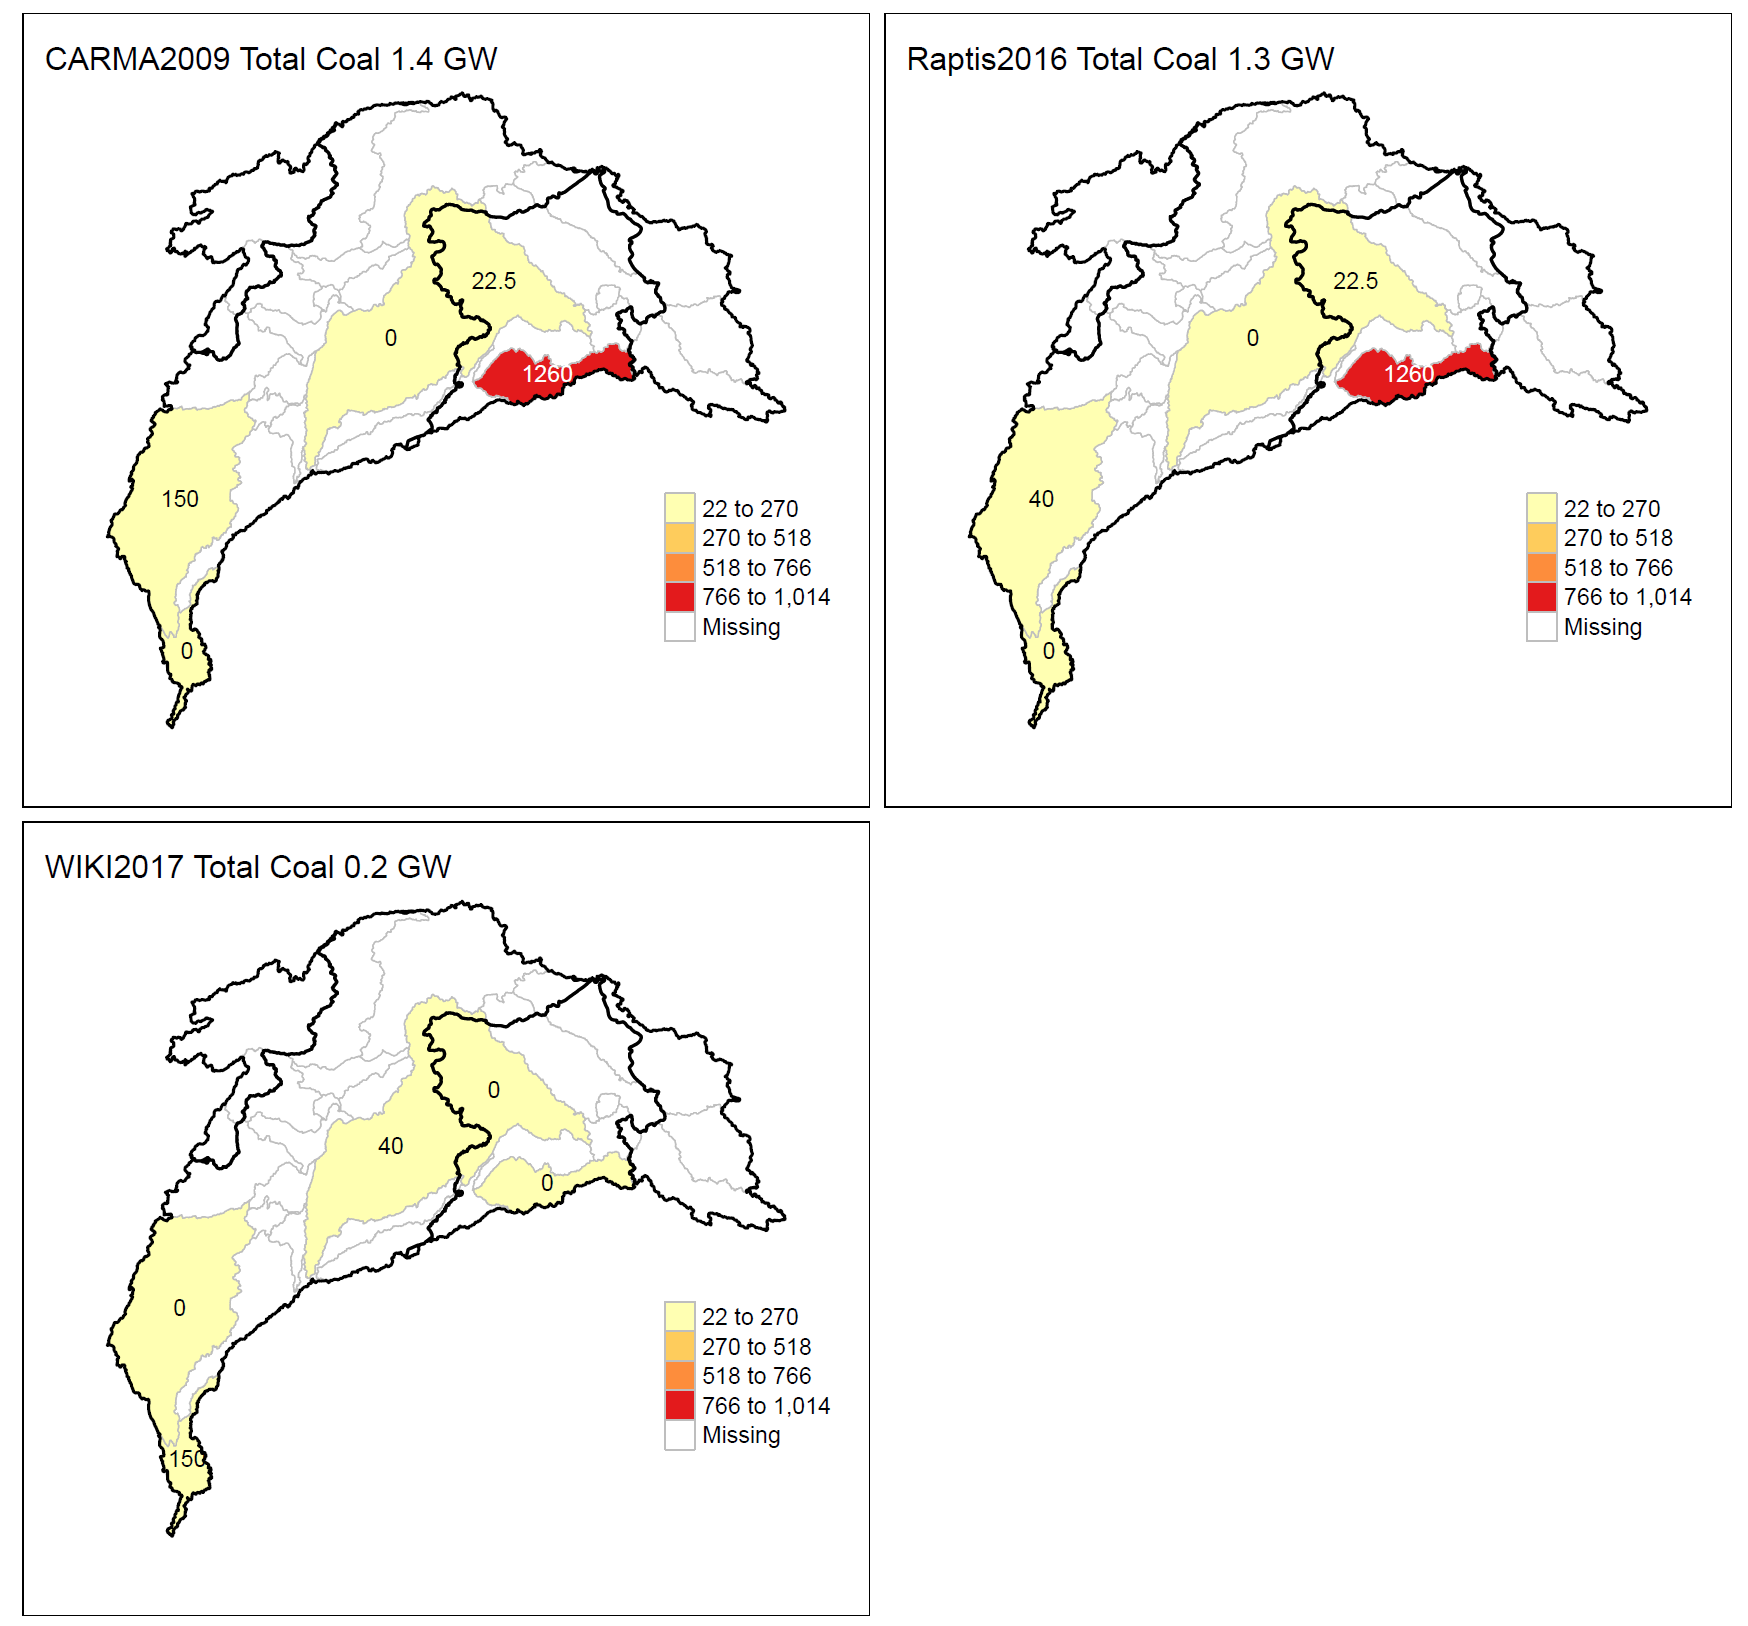 CARMA2009 Total Coal 1.4 GW
22.5
0
1260
150
0
22 to 270
270 to 518
518 to 766
766 to 1,014
Missing
Raptis2016 Total Coal 1.3 GW
22.5
0
1260
40
0
22 to 270
270 to 518
518 to 766
766 to 1,014
Missing
WIKI2017 Total Coal 0.2 GW
0
40
0
0
150
22 to 270
270 to 518
518 to 766
766 to 1,014
Missing